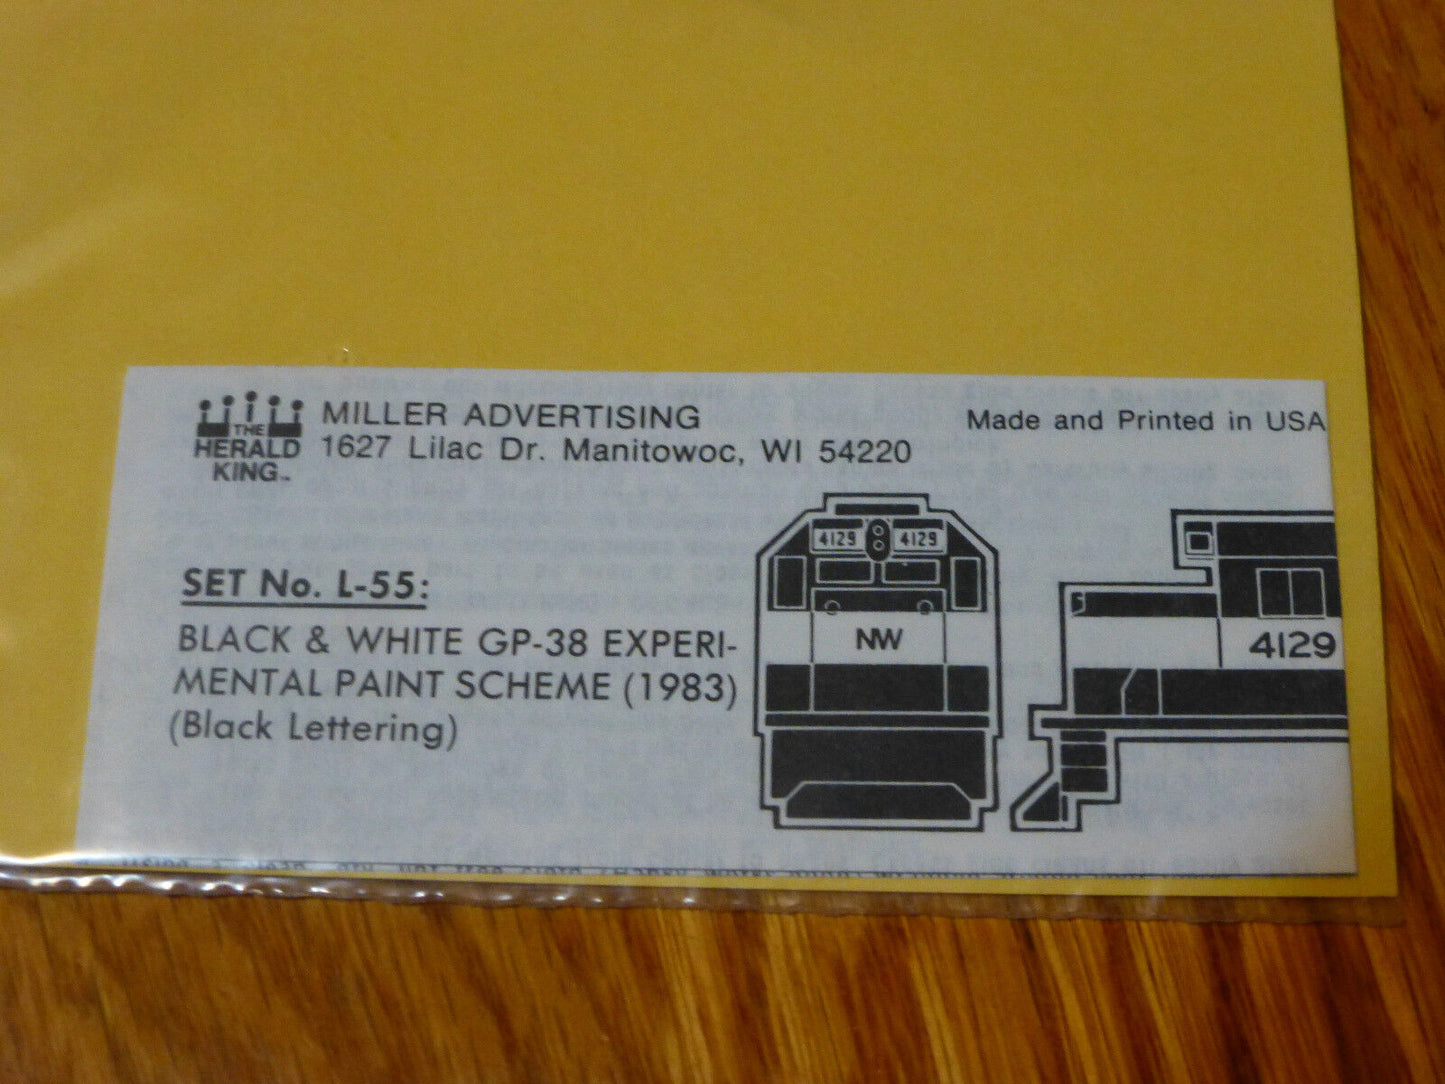 THE
HERALD
KING™
MILLER ADVERTISING
1627 Lilac Dr. Manitowoc, WI 54220
Made and Printed in USA
SET No. L-55:
BLACK & WHITE GP-38 EXPERI-
MENTAL PAINT SCHEME (1983)
(Black Lettering)
4129 4129
NW
4129